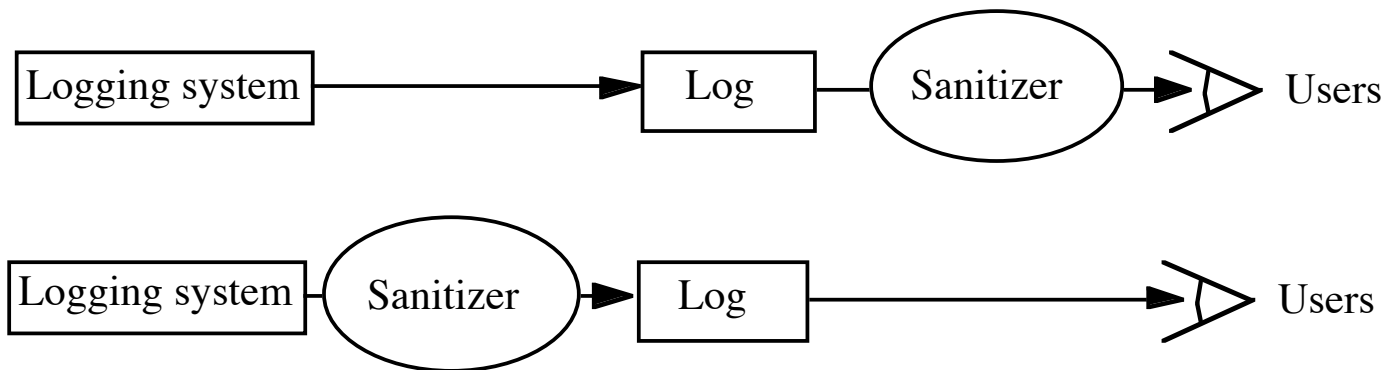 Logging system
Log
Sanitizer
Users
Logging system
Sanitizer
Log
Users